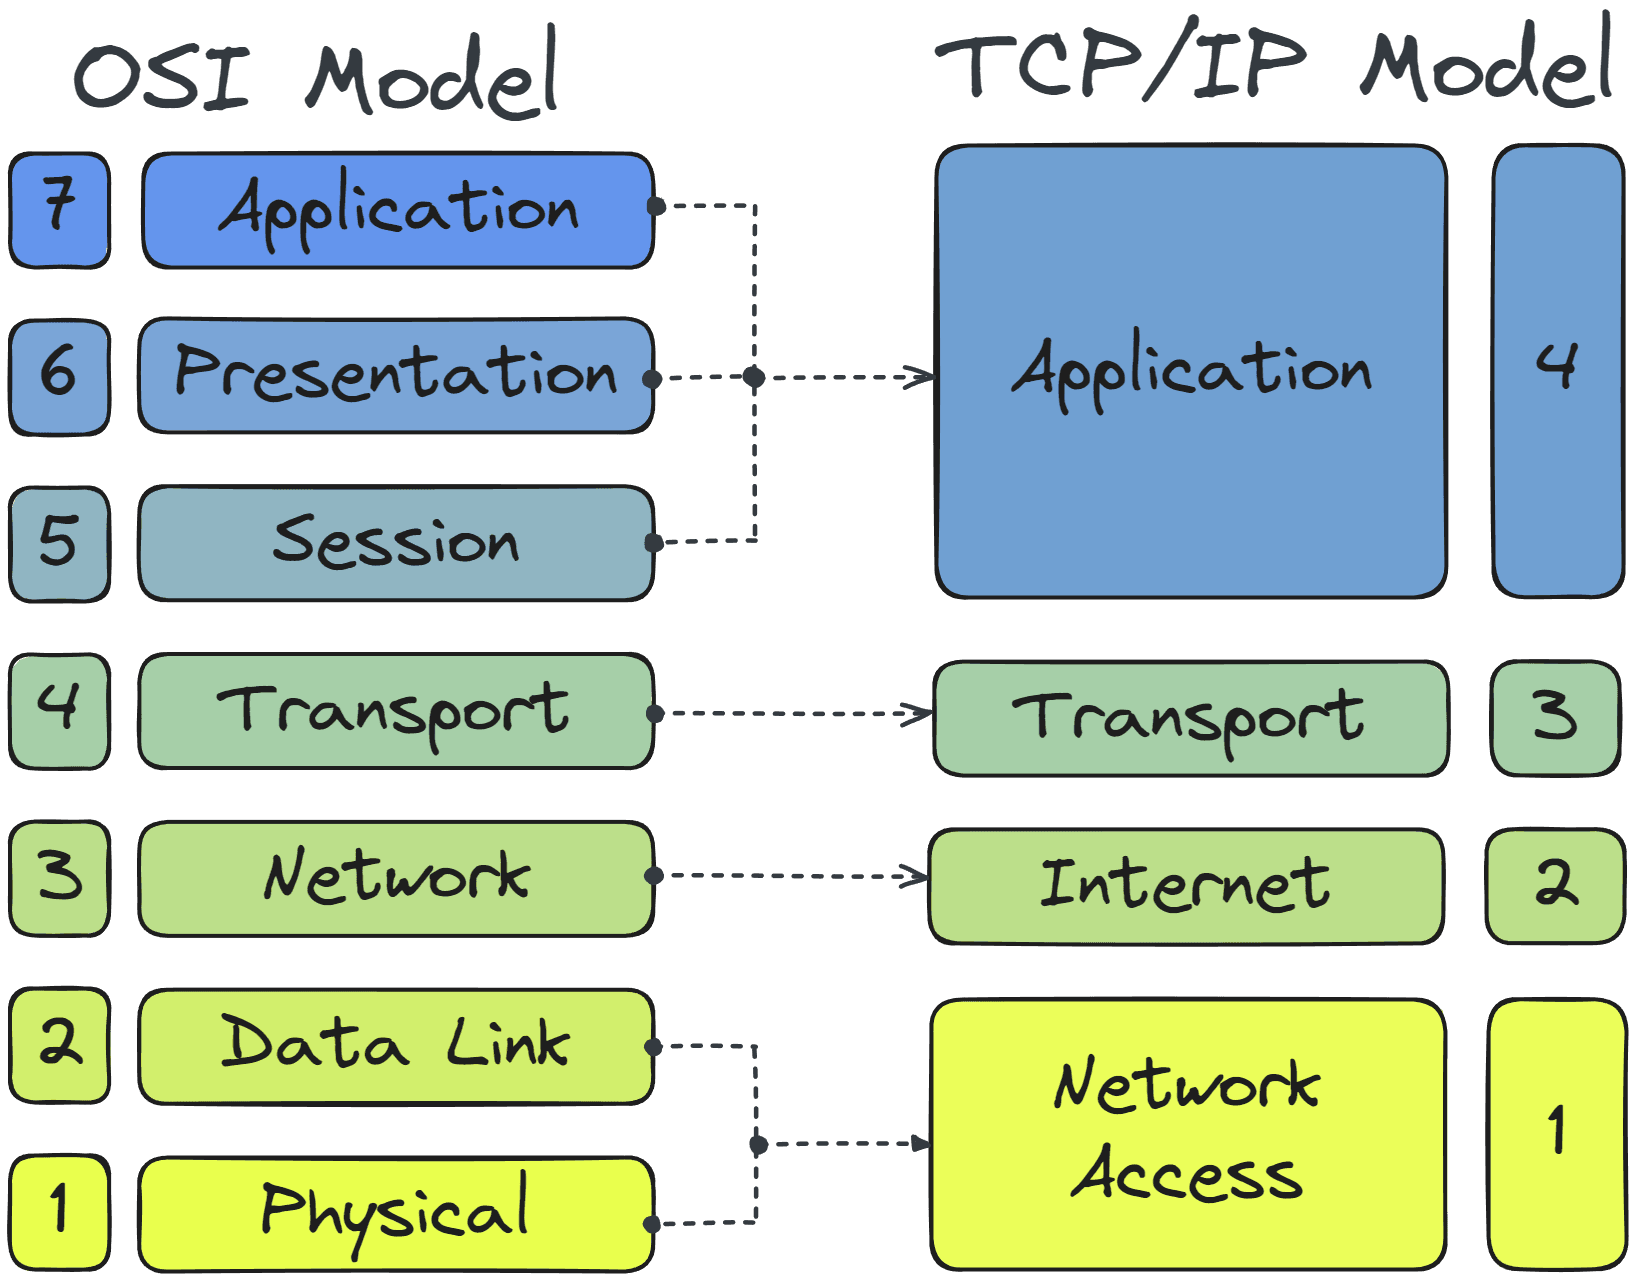 OSI Model
TCP/IP Model
7
Application
6
Presentation
5
Session
4
Transport
3
Network
2
Data Link
1
Physical
Application
4
Transport
3
Internet
2
Network
Access
1